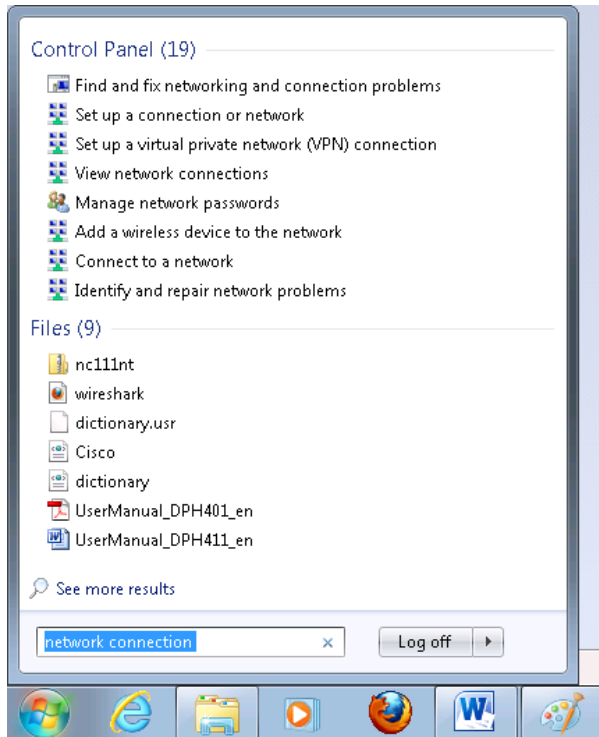 Control Panel (19)
Find and fix networking and connection problems
Set up a connection or network
Set up a virtual private network (VPN) connection
View network connections
Manage network passwords
Add a wireless device to the network
Connect to a network
Identify and repair network problems
Files (9)
nc111nt
wireshark
dictionary.usr
Cisco
dictionary
UserManual_DPH401_en
UserManual_DPH411_en
See more results
network connection
Log off